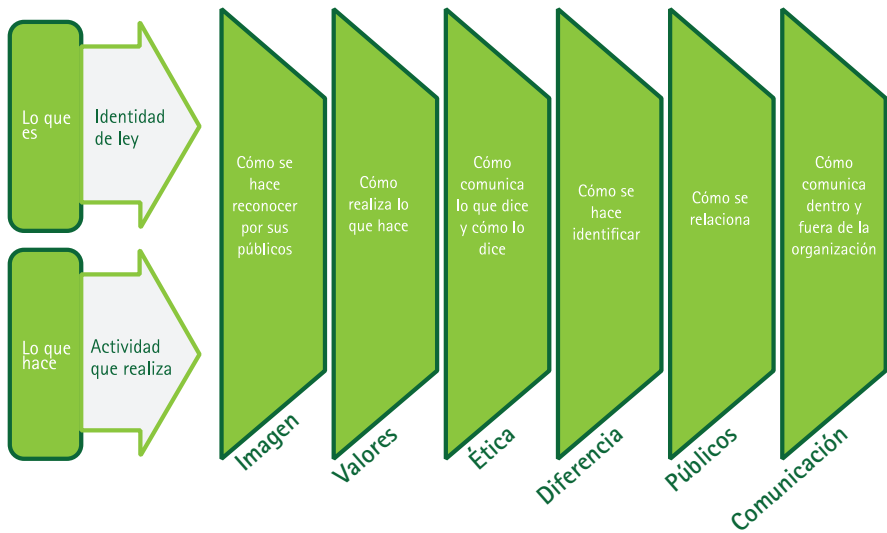 Lo que
es
Identidad
de ley
Lo que
hace
Actividad
que realiza
Cómo se
hace
reconocer
por sus
públicos
Imagen
Cómo
realiza lo
que hace
Valores
Cómo
comunica
lo que dice
y cómo lo
dice
Ética
Cómo se
hace
identificar
Diferencia
Cómo se
relaciona
Públicos
Cómo
comunica
dentro y
fuera de la
organización
Comunicación